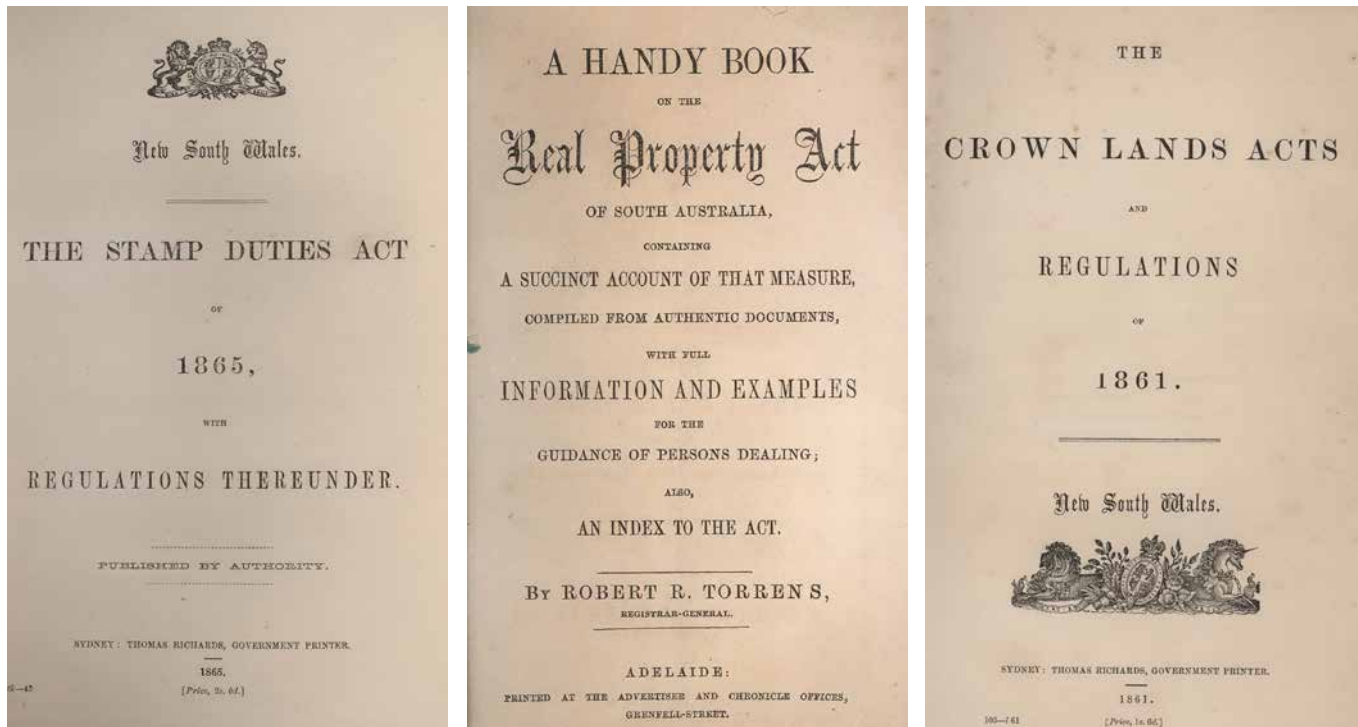 New South Wales.
THE STAMP DUTIES ACT
OF
1865,
WITH
REGULATIONS THEREUNDER.
PUBLISHED BY AUTHORITY.
SYDNEY: THOMAS RICHARDS, GOVERNMENT PRINTER.
1865.
[Price, 2s. 6d.]
A HANDY BOOK
ON THE
Real Property Act
OF SOUTH AUSTRALIA,
CONTAINING
A SUCCINCT ACCOUNT OF THAT MEASURE,
COMPILED FROM AUTHENTIC DOCUMENTS,
WITH FULL
INFORMATION AND EXAMPLES
FOR THE
GUIDANCE OF PERSONS DEALING;
ALSO,
AN INDEX TO THE ACT.
BY ROBERT R. TORRENS,
REGISTRAR-GENERAL.
ADELAIDE:
PRINTED AT THE ADVERTISER AND CHRONICLE OFFICES,
GRENFELL-STREET.
THE
CROWN LANDS ACTS
AND
REGULATIONS
OF
1861.
New South Wales.
SYDNEY: THOMAS RICHARDS, GOVERNMENT PRINTER.
1861.
[Price, 1s. 6d.]